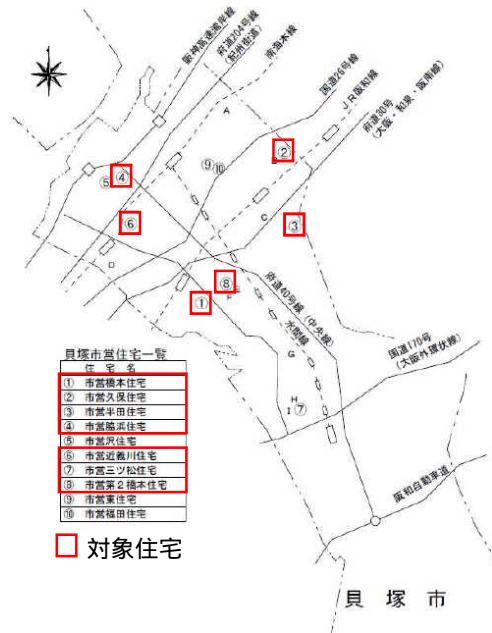 阪神高速湾岸線
府道204号線
(紀州街道)
南海本線
国道26号線
JR阪和線
府道30号
(大阪・和泉・阪南線)
A
⑨⑩
②
B
⑤
④
⑥
C
③
D
⑧
E
F
①
府道40号線(中央線)
水間線
G
H
I
⑦
国道170号
(大阪外環状線)
阪和自動車道
貝塚市営住宅一覧
住宅名
① 市営橋本住宅
② 市営久保住宅
③ 市営半田住宅
④ 市営脇浜住宅
⑤ 市営沢住宅
⑥ 市営近義川住宅
⑦ 市営三ツ松住宅
⑧ 市営第2橋本住宅
⑨ 市営東住宅
⑩ 市営福田住宅
対象住宅
貝塚市